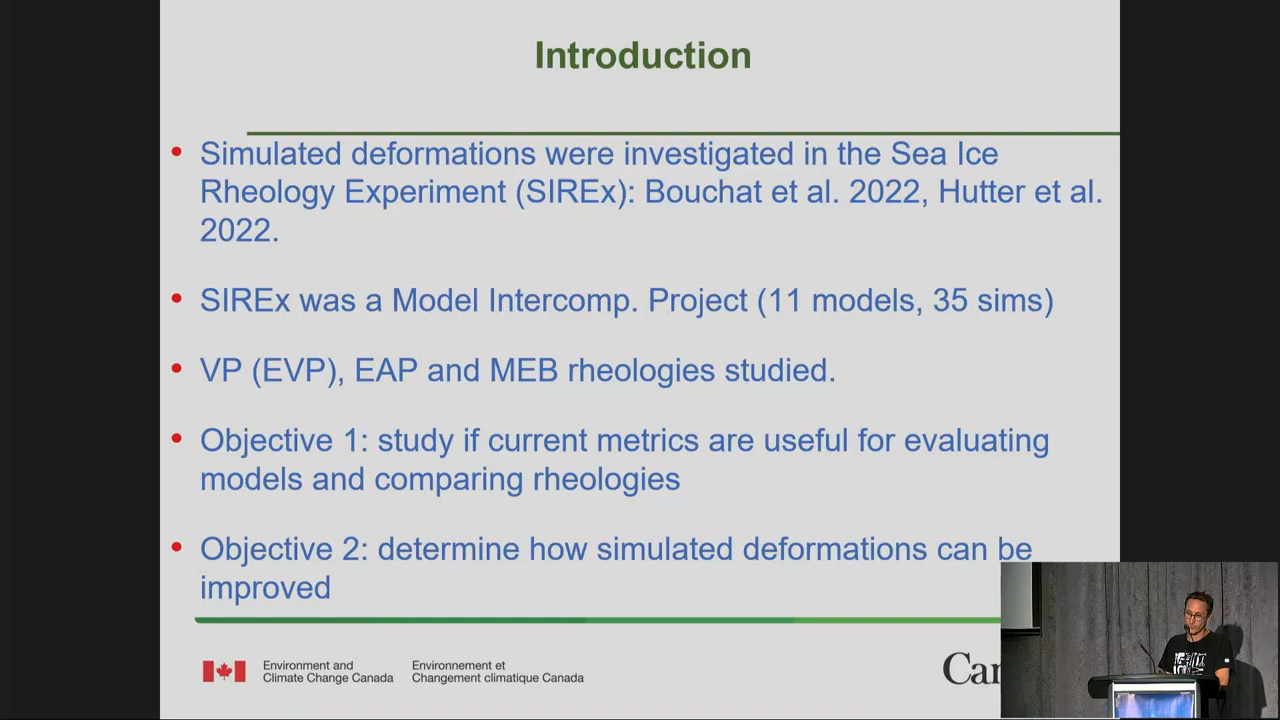 Introduction
• Simulated deformations were investigated in the Sea Ice
Rheology Experiment (SIREx): Bouchat et al. 2022, Hutter et al.
2022.
• SIREx was a Model Intercomp. Project (11 models, 35 sims)
• VP (EVP), EAP and MEB rheologies studied.
• Objective 1: study if current metrics are useful for evaluating
models and comparing rheologies
• Objective 2: determine how simulated deformations can be
improved
Environment and
Climate Change Canada
Environnement et
Changement climatique Canada
Can